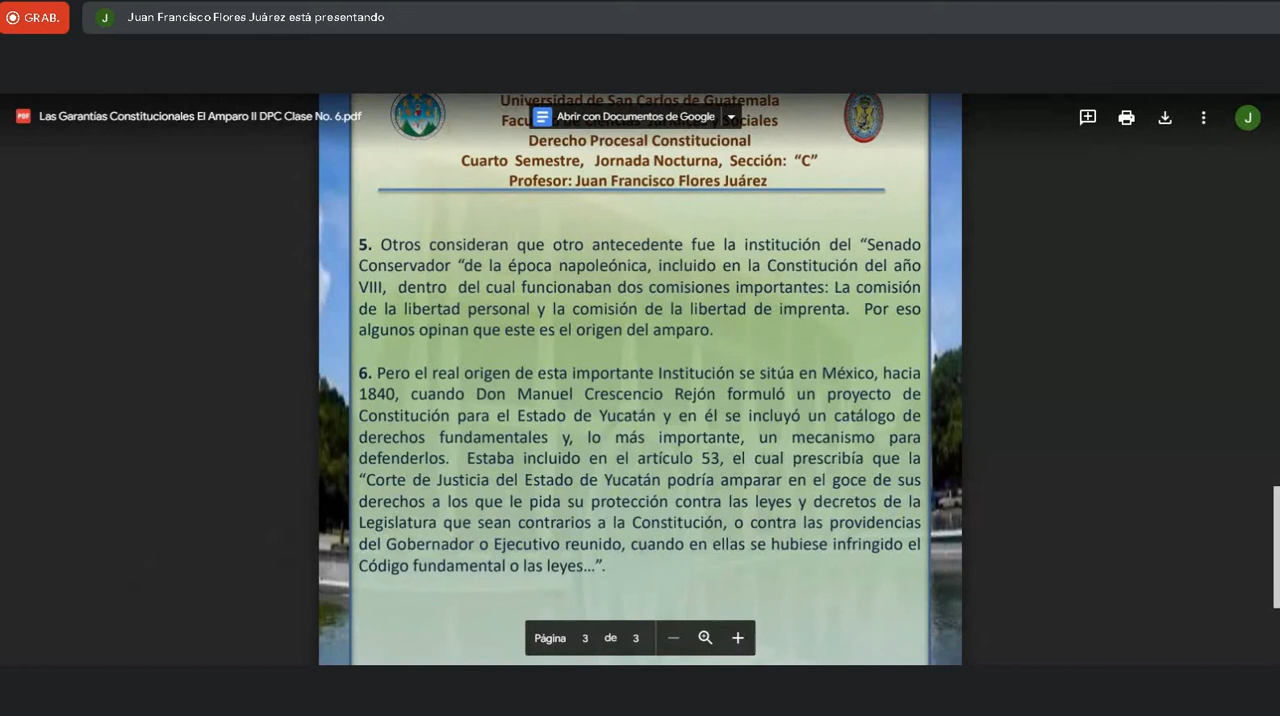 GRAB.
J
Juan Francisco Flores Juárez está presentando
PDF
Las Garantías Constitucionales El Amparo II DPC Clase No. 6.pdf
Universidad de San Carlos de Guatemala
Abrir con Documentos de Google
J
Derecho Procesal Constitucional
Cuarto Semestre, Jornada Nocturna, Sección: “C”
Profesor: Juan Francisco Flores Juárez
5. Otros consideran que otro antecedente fue la institución del “Senado
Conservador “de la época napoleónica, incluido en la Constitución del año
VIII, dentro del cual funcionaban dos comisiones importantes: La comisión
de la libertad personal y la comisión de la libertad de imprenta. Por eso
algunos opinan que este es el origen del amparo.
6. Pero el real origen de esta importante Institución se sitúa en México, hacia
1840, cuando Don Manuel Crescencio Rejón formuló un proyecto de
Constitución para el Estado de Yucatán y en él se incluyó un catálogo de
derechos fundamentales y, lo más importante, un mecanismo para
defenderlos. Estaba incluido en el artículo 53, el cual prescribía que la
“Corte de Justicia del Estado de Yucatán podría amparar en el goce de sus
derechos a los que le pida su protección contra las leyes y decretos de la
Legislatura que sean contrarios a la Constitución, o contra las providencias
del Gobernador o Ejecutivo reunido, cuando en ellas se hubiese infringido el
Código fundamental o las leyes...”.
Página 3 de 3